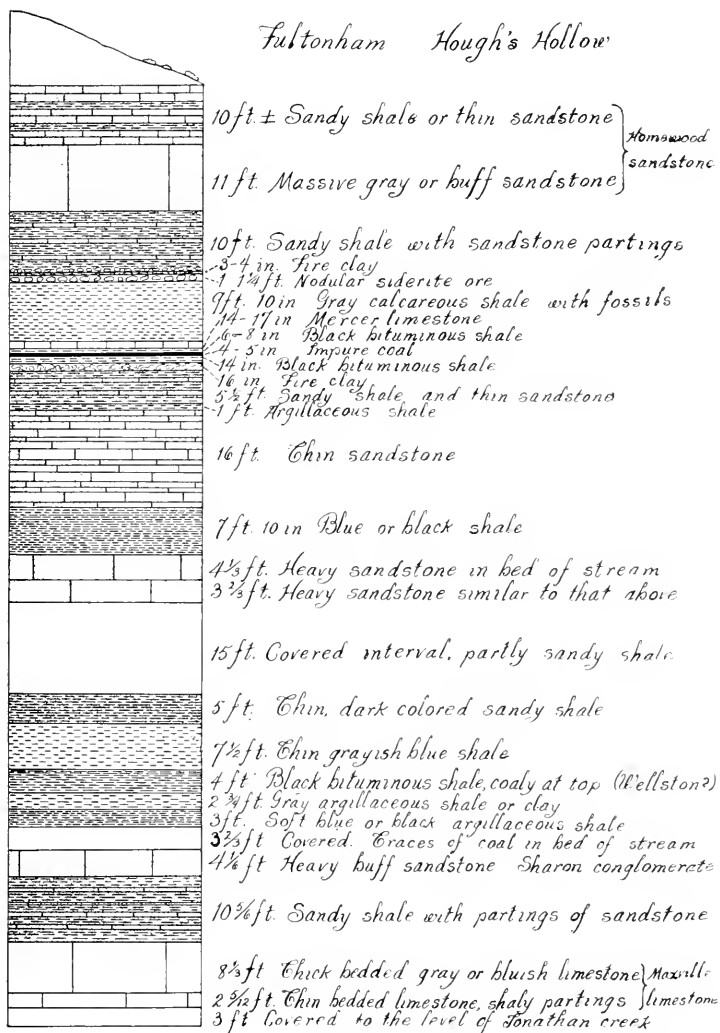 Fultonham Hough's Hollow
10 ft. ± Sandy shale or thin sandstone
Homewood
sandstone
11 ft. Massive gray or buff sandstone
10 ft. Sandy shale with sandstone partings
3-4 in. Fire clay
1 1¼ ft. Nodular siderite ore
9 ft. 10 in Gray calcareous shale with fossils
14-17 in Mercer limestone
6-8 in Black bituminous shale
4-5 in Impure coal
14 in. Black bituminous shale
16 in. Fire clay
5½ ft. Sandy shale, and thin sandstone
1 ft. Argillaceous shale
16 ft. Thin sandstone
7 ft. 10 in Blue or black shale
4⅓ ft. Heavy sandstone in bed of stream
3⅔ ft. Heavy sandstone similar to that above
15 ft. Covered interval, partly sandy shale
5 ft. Thin, dark colored sandy shale
7½ ft. Thin grayish blue shale
4 ft Black bituminous shale, coaly at top (Wellston?)
2¾ ft. Gray argillaceous shale or clay
3 ft. Soft blue or black argillaceous shale
3⅔ ft Covered. Traces of coal in bed of stream
4⅙ ft Heavy buff sandstone Sharon conglomerate
10⅚ ft. Sandy shale with partings of sandstone
8⅓ ft Thick bedded gray or bluish limestone
Maxville
limestone
2 5/12 ft. Thin bedded limestone, shaly partings
3 ft Covered to the level of Jonathan creek